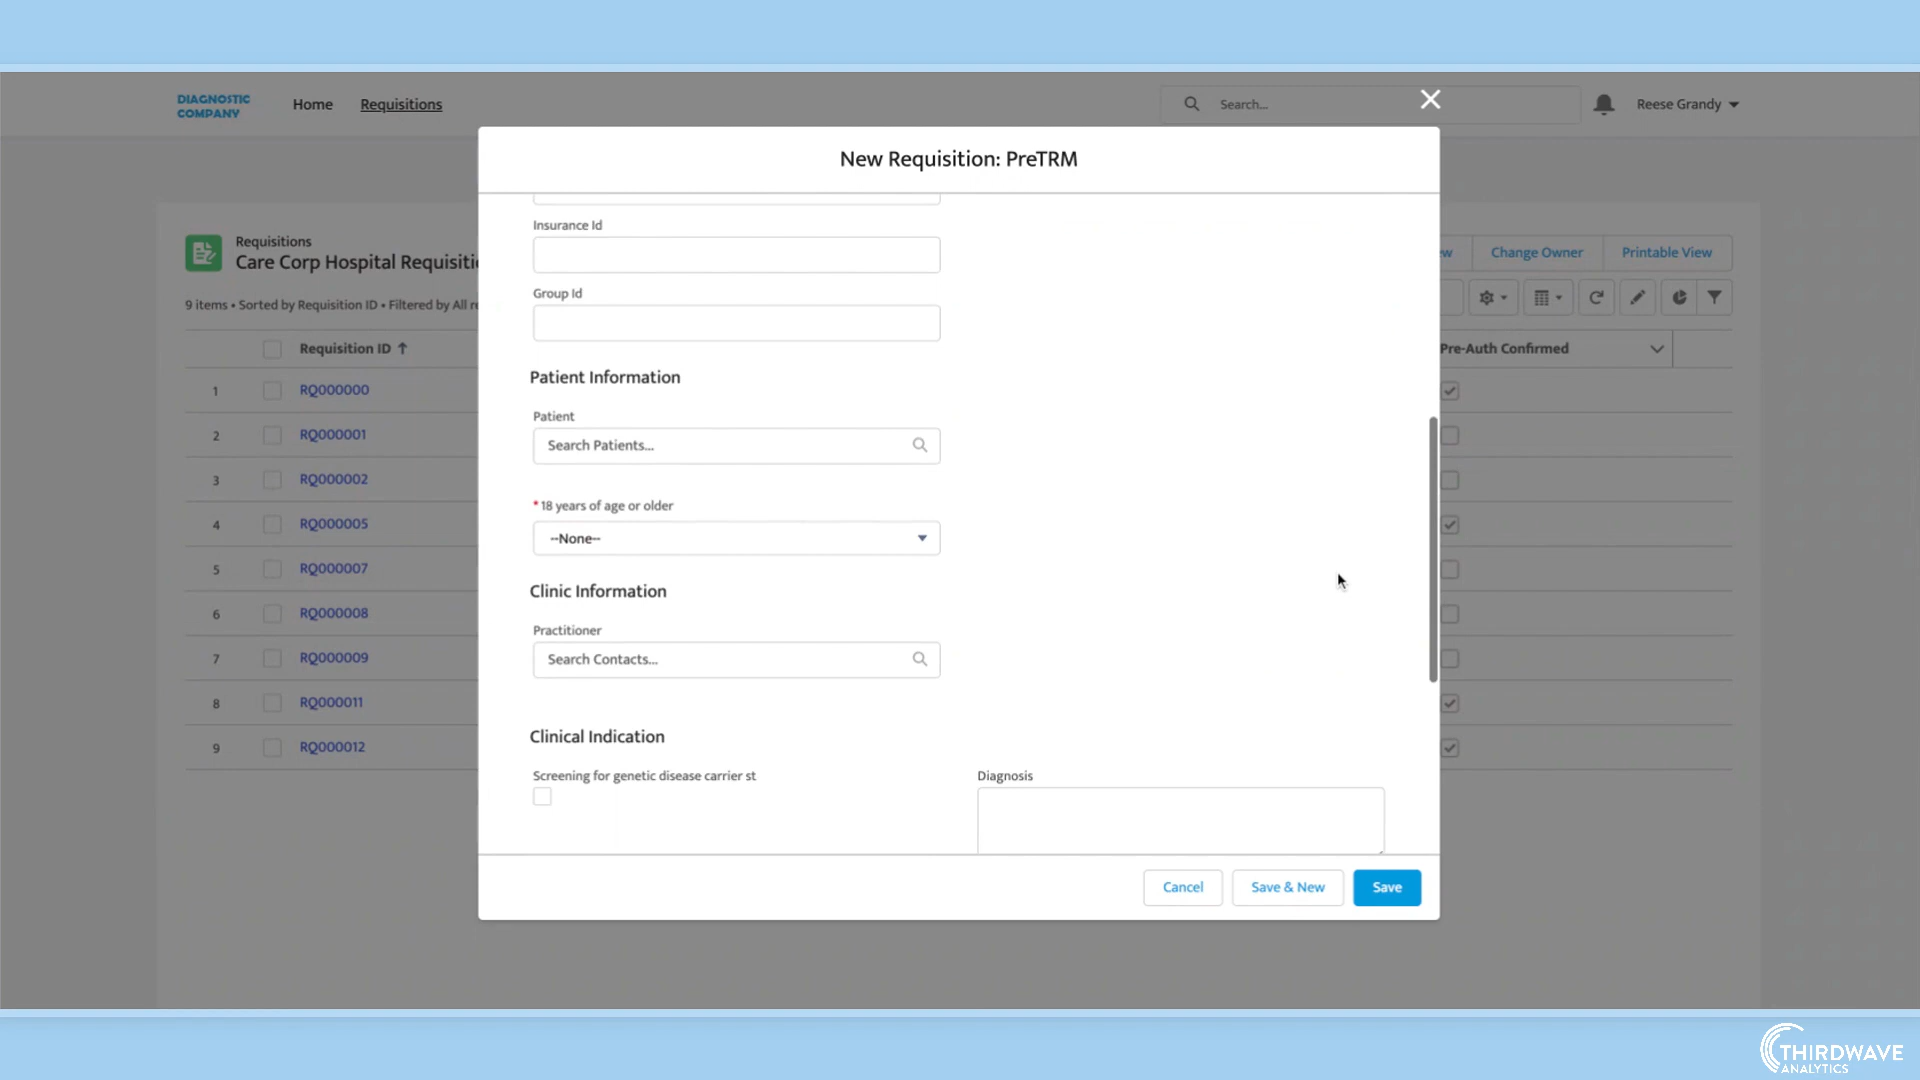 DIAGNOSTIC
COMPANY
Home
Requisitions
Search...
Reese Grandy
New Requisition: PreTRM
Requisitions
Care Corp Hospital
9 items • Sorted by Requisition ID • Filtered by All
Change Owner
Printable View
Requisition ID
Pre-Auth Confirmed
1 RQ000000
2 RQ000001
3 RQ000002
4 RQ000005
5 RQ000007
6 RQ000008
7 RQ000009
8 RQ000011
9 RQ000012
Insurance Id
Group Id
Patient Information
Patient
Search Patients...
*18 years of age or older
--None--
Clinic Information
Practitioner
Search Contacts...
Clinical Indication
Screening for genetic disease carrier st
Diagnosis
Cancel
Save & New
Save
THIRDWAVE
ANALYTICS